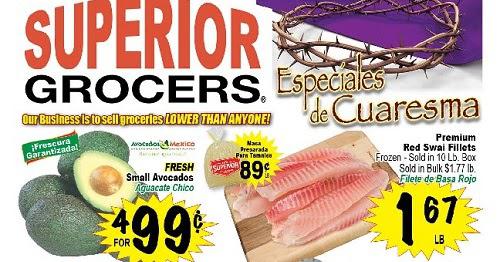 SUPERIOR
GROCERS®
Our Business is to sell groceries LOWER THAN ANYONE!
Especiales
de Cuaresma
¡Frescura
Garantizada!
Avocados from Mexico
FRESH
Small Avocados
Aguacate Chico
4 FOR 99¢
Masa
Preparada
Para Tamales
89¢
LB
Premium
Red Swai Fillets
Frozen - Sold in 10 Lb. Box
Sold in Bulk $1.77 lb.
Filete de Basa Rojo
1 67
LB